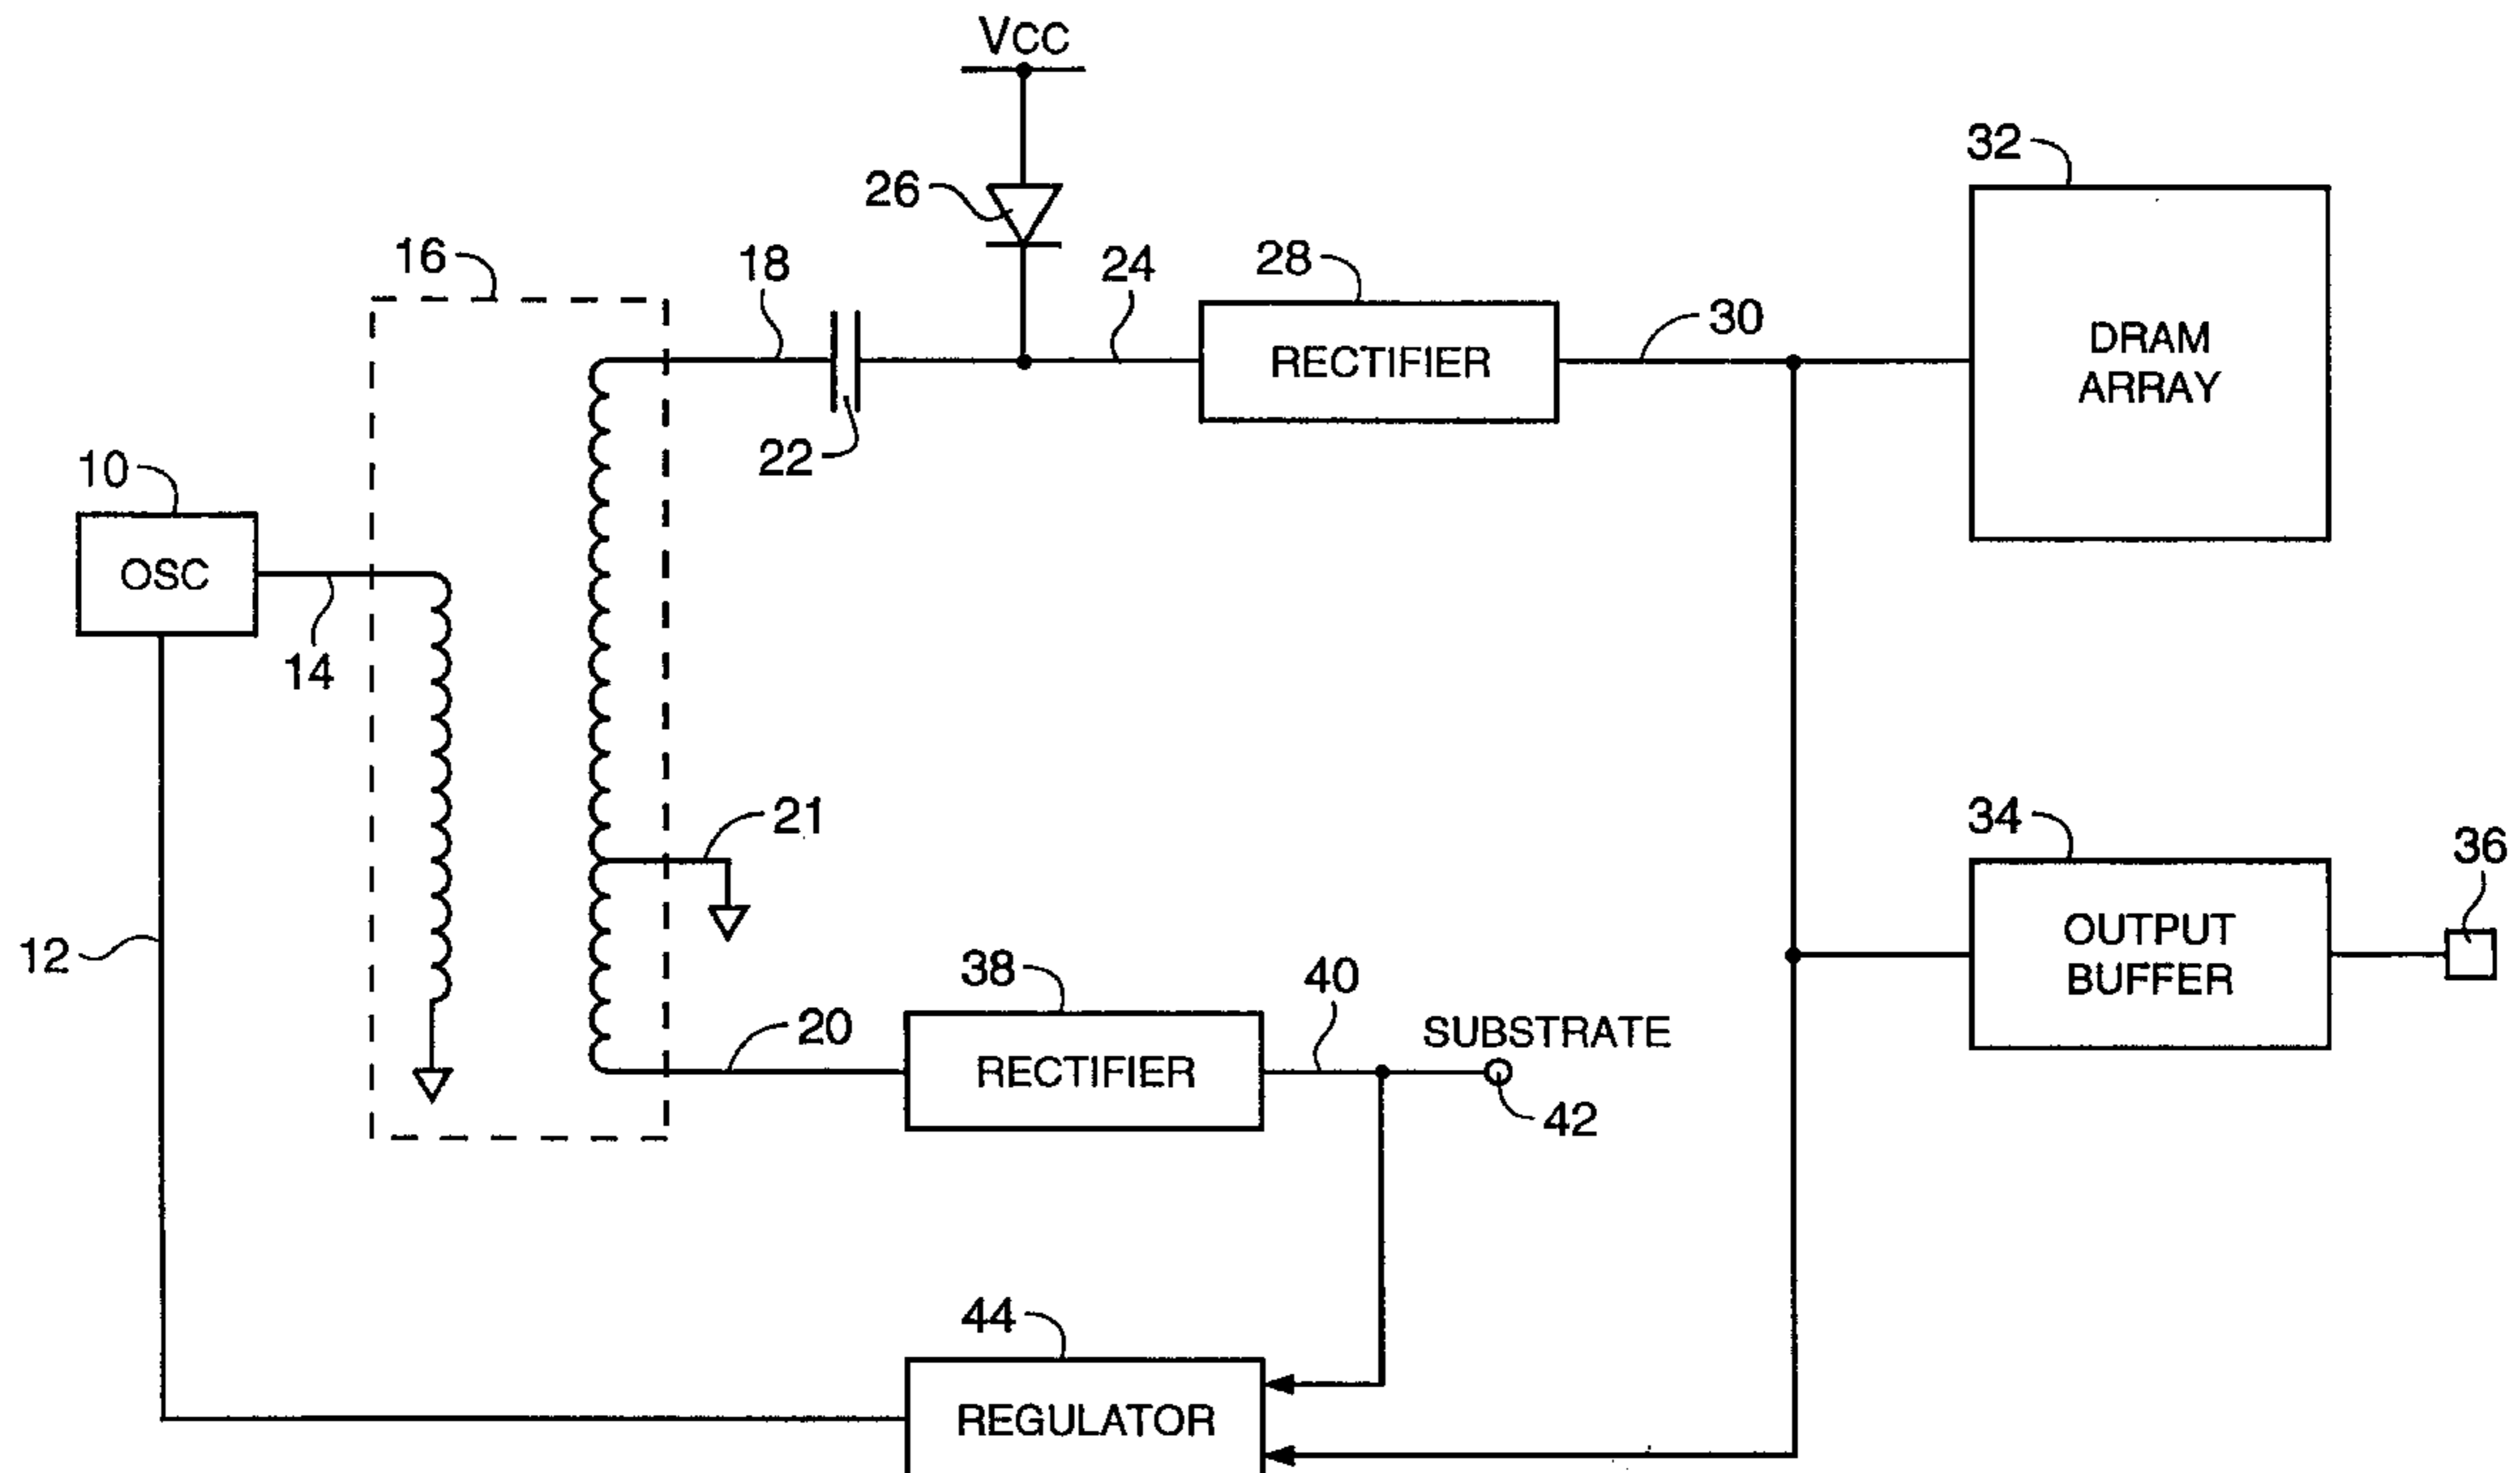 VCC
32
26
16
18
24
28
30
RECTIFIER
DRAM
ARRAY
22
10
OSC
14
21
34
36
OUTPUT
BUFFER
12
38
40
20
SUBSTRATE
RECTIFIER
42
44
REGULATOR